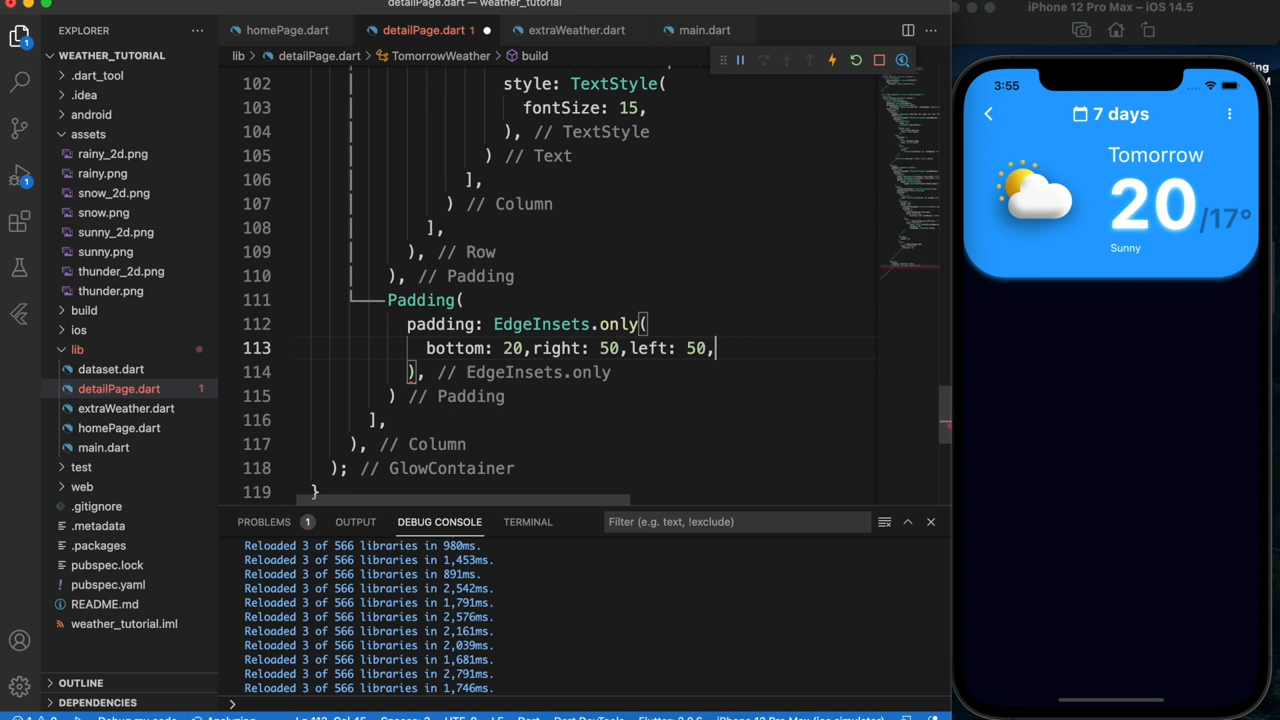 detailPage.dart — weather_tutorial
iPhone 12 Pro Max – iOS 14.5
EXPLORER
homePage.dart
detailPage.dart 1
extraWeather.dart
main.dart
1
WEATHER_TUTORIAL
.dart_tool
.idea
android
assets
rainy_2d.png
rainy.png
snow_2d.png
snow.png
sunny_2d.png
sunny.png
thunder_2d.png
thunder.png
build
ios
lib
dataset.dart
detailPage.dart 1
extraWeather.dart
homePage.dart
main.dart
test
web
.gitignore
.metadata
.packages
pubspec.lock
pubspec.yaml
README.md
weather_tutorial.iml
OUTLINE
DEPENDENCIES
1
lib > detailPage.dart > TomorrowWeather > build
102 style: TextStyle(
103 fontSize: 15,
104 ), // TextStyle
105 ) // Text
106 ],
107 ) // Column
108 ],
109 ), // Row
110 ), // Padding
111 Padding(
112 padding: EdgeInsets.only(
113 bottom: 20,right: 50,left: 50,
114 ), // EdgeInsets.only
115 ) // Padding
116 ],
117 ), // Column
118 ); // GlowContainer
119 }
PROBLEMS 1 OUTPUT DEBUG CONSOLE TERMINAL
Filter (e.g. text, !exclude)
Reloaded 3 of 566 libraries in 980ms.
Reloaded 3 of 566 libraries in 1,453ms.
Reloaded 3 of 566 libraries in 891ms.
Reloaded 3 of 566 libraries in 2,542ms.
Reloaded 3 of 566 libraries in 1,791ms.
Reloaded 3 of 566 libraries in 2,576ms.
Reloaded 3 of 566 libraries in 2,161ms.
Reloaded 3 of 566 libraries in 2,039ms.
Reloaded 3 of 566 libraries in 1,681ms.
Reloaded 3 of 566 libraries in 2,791ms.
Reloaded 3 of 566 libraries in 1,746ms.
3:55
7 days
Tomorrow
20/17°
Sunny